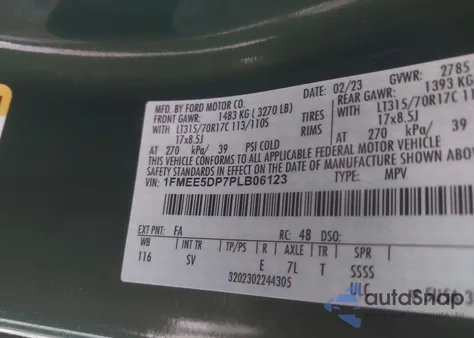 MFD. BY FORD MOTOR CO.
02/23 GVWR: 2785
FRONT GAWR: REAR GAWR:
1483 KG ( 3270 LB) 1393 KG
WITH LT315/70R17C 113/110S TIRES WITH LT315/70R17C
17x8.5J RIMS 17x8.5J
AT 270 kPa/ 39 PSI COLD AT 270 kPa/ 39
THIS VEHICLE CONFORMS TO ALL APPLICABLE FEDERAL MOTOR VEHICLE
SAFETY STANDARDS IN EFFECT ON THE DATE OF MANUFACTURE SHOWN ABOVE
VIN: 1FMEE5DP7PLB06123
TYPE: MPV
EXT PNT: FA RC: 48 DSO:
WB INT TR TP/PS R AXLE TR SPR
116 SV E 7L T SSSS
3202302244305 ULC
autoSnap